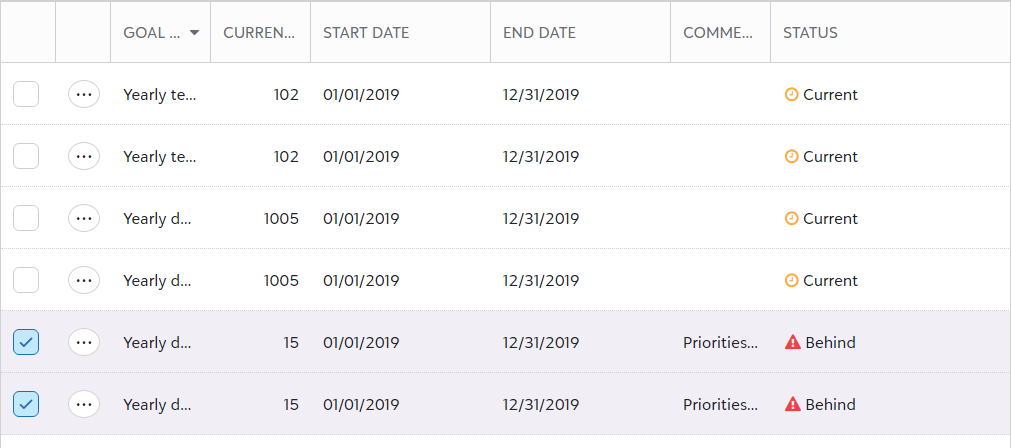 GOAL ... CURREN... START DATE END DATE COMME... STATUS
Yearly te... 102 01/01/2019 12/31/2019 Current
Yearly te... 102 01/01/2019 12/31/2019 Current
Yearly d... 1005 01/01/2019 12/31/2019 Current
Yearly d... 1005 01/01/2019 12/31/2019 Current
Yearly d... 15 01/01/2019 12/31/2019 Priorities... Behind
Yearly d... 15 01/01/2019 12/31/2019 Priorities... Behind